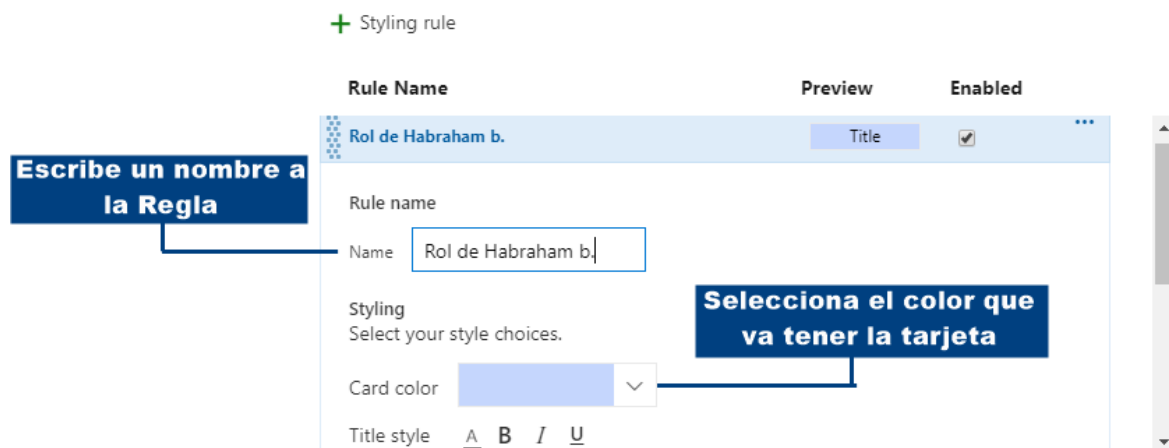 + Styling rule
Rule Name Preview Enabled
Rol de Habraham b. Title
Escribe un nombre a
la Regla
Rule name
Name Rol de Habraham b.
Styling
Select your style choices.
Selecciona el color que
va tener la tarjeta
Card color
Title style A B I U